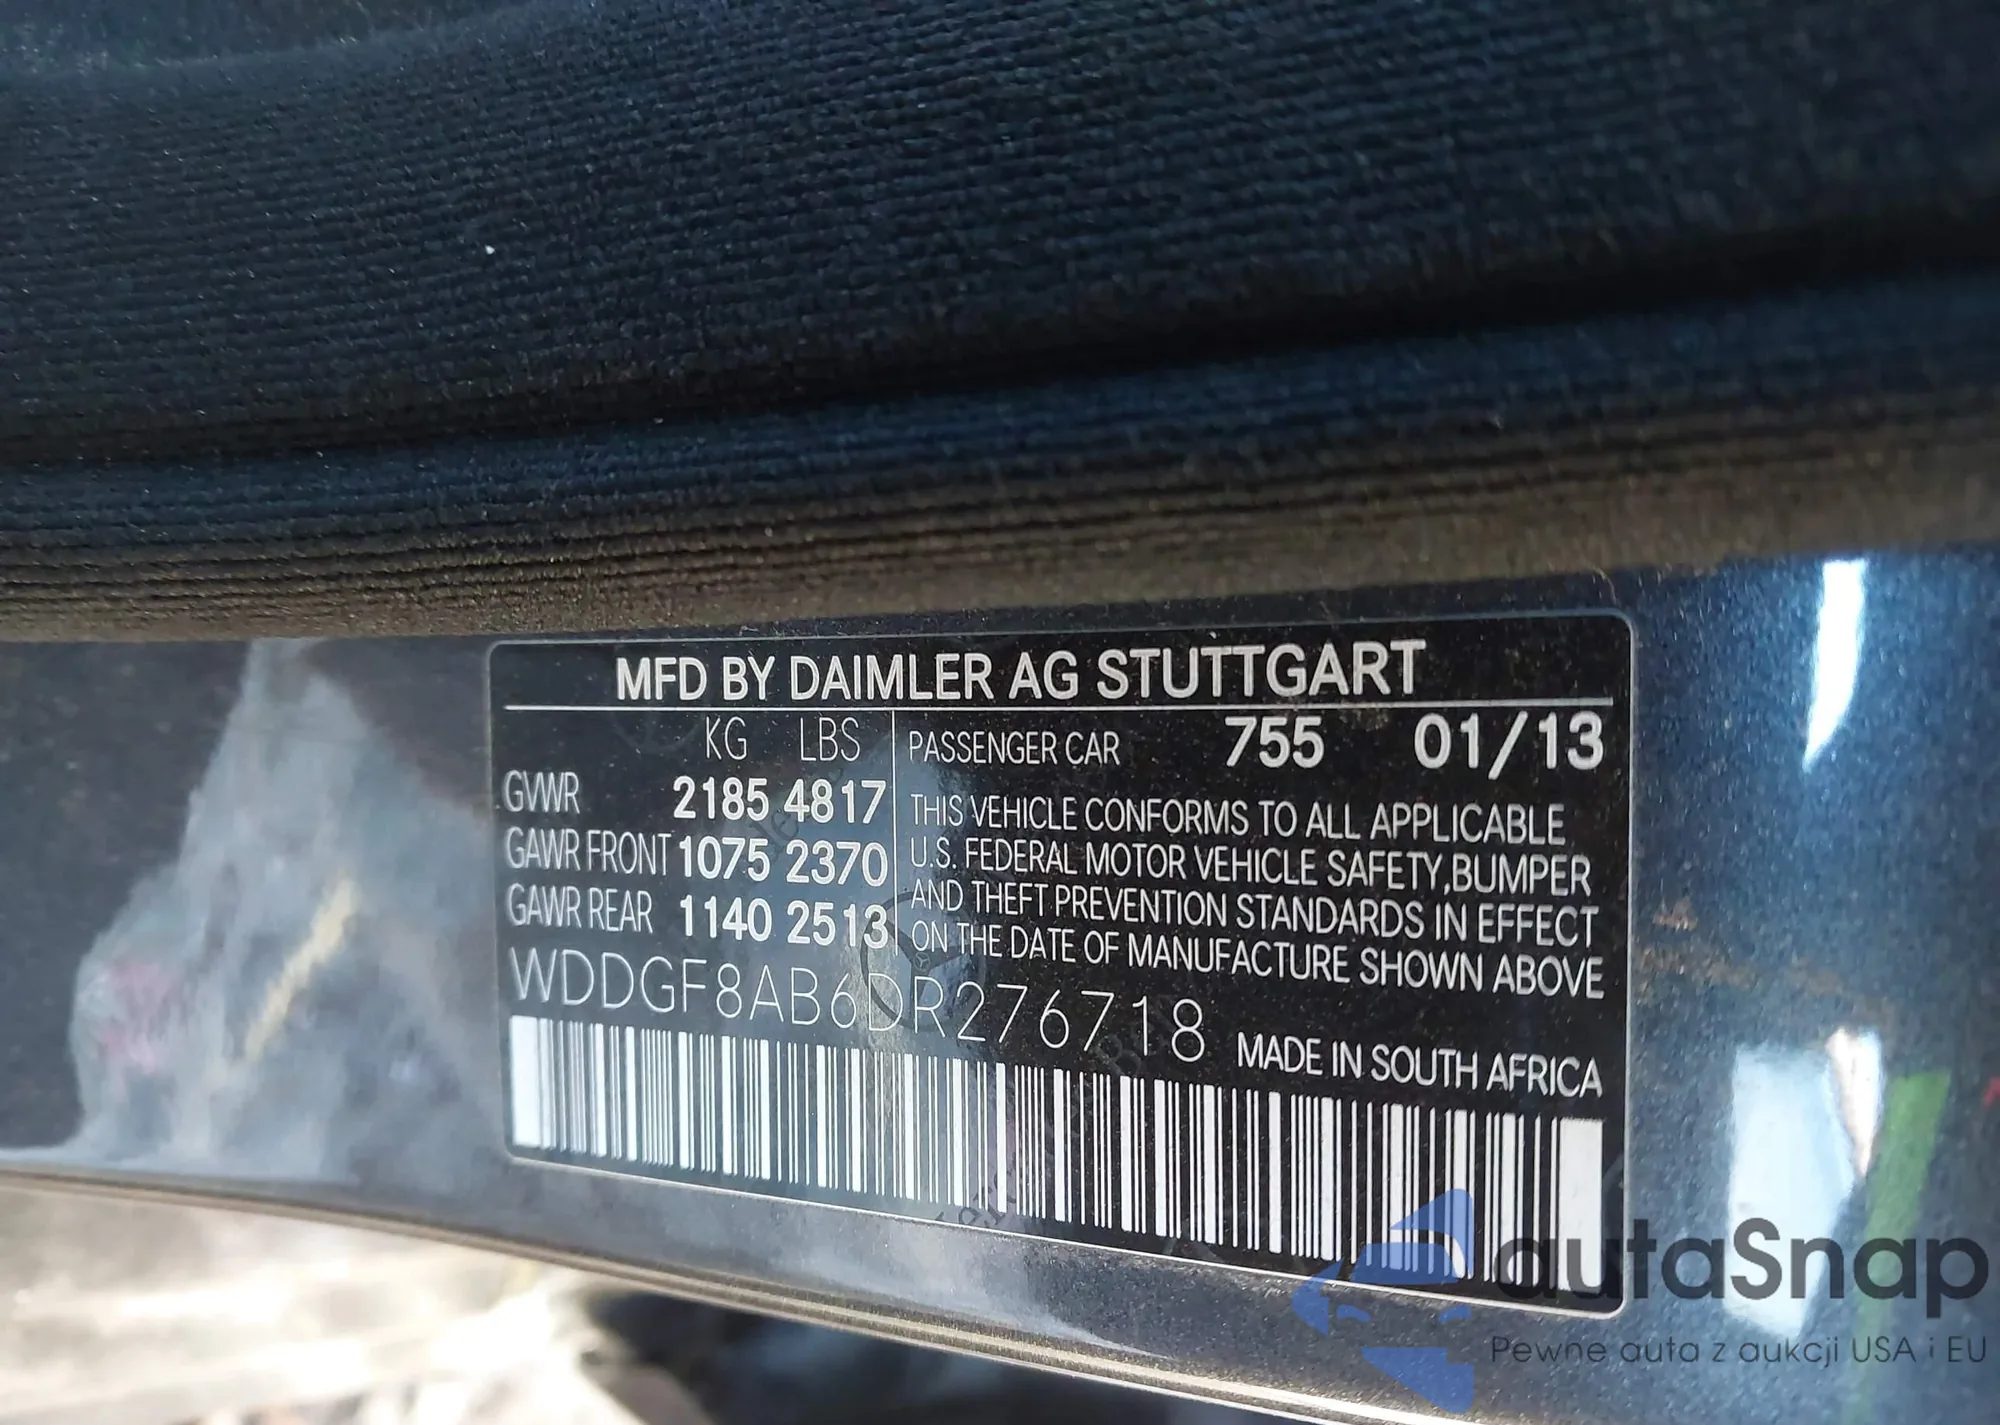 MFD BY DAIMLER AG STUTTGART
KG LBS
GVWR 2185 4817
GAWR FRONT 1075 2370
GAWR REAR 1140 2513
PASSENGER CAR 755 01/13
THIS VEHICLE CONFORMS TO ALL APPLICABLE
U.S. FEDERAL MOTOR VEHICLE SAFETY,BUMPER
AND THEFT PREVENTION STANDARDS IN EFFECT
ON THE DATE OF MANUFACTURE SHOWN ABOVE
WDDGF8AB6DR276718
MADE IN SOUTH AFRICA
autaSnap
Pewne auta z aukcji USA i EU